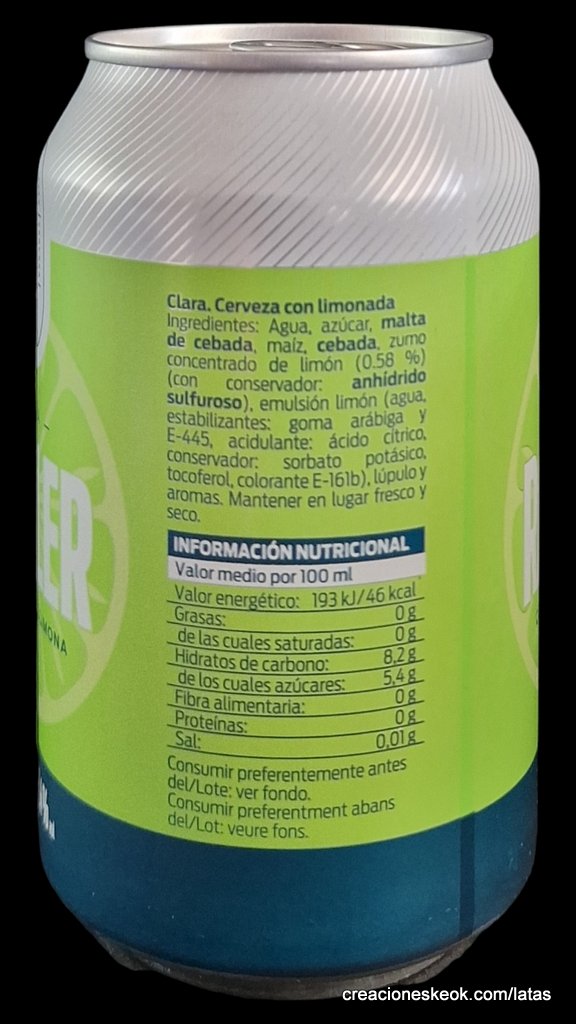 Clara. Cerveza con limonada
Ingredientes: Agua, azúcar, malta
de cebada, maíz, cebada, zumo
concentrado de limón (0.58 %)
(con conservador: anhídrido
sulfuroso), emulsión limón (agua,
estabilizantes: goma arábiga y
E-445, acidulante: ácido cítrico,
conservador: sorbato potásico,
tocoferol, colorante E-161b), lúpulo y
aromas. Mantener en lugar fresco y
seco.
INFORMACIÓN NUTRICIONAL
Valor medio por 100 ml
Valor energético: 193 kJ/46 kcal
Grasas: 0 g
de las cuales saturadas: 0 g
Hidratos de carbono: 8,2 g
de los cuales azúcares: 5,4 g
Fibra alimentaria: 0 g
Proteínas: 0 g
Sal: 0,01 g
Consumir preferentemente antes
del/Lote: ver fondo.
Consumir preferentment abans
del/Lot: veure fons.
ER
creacioneskeok.com/latas